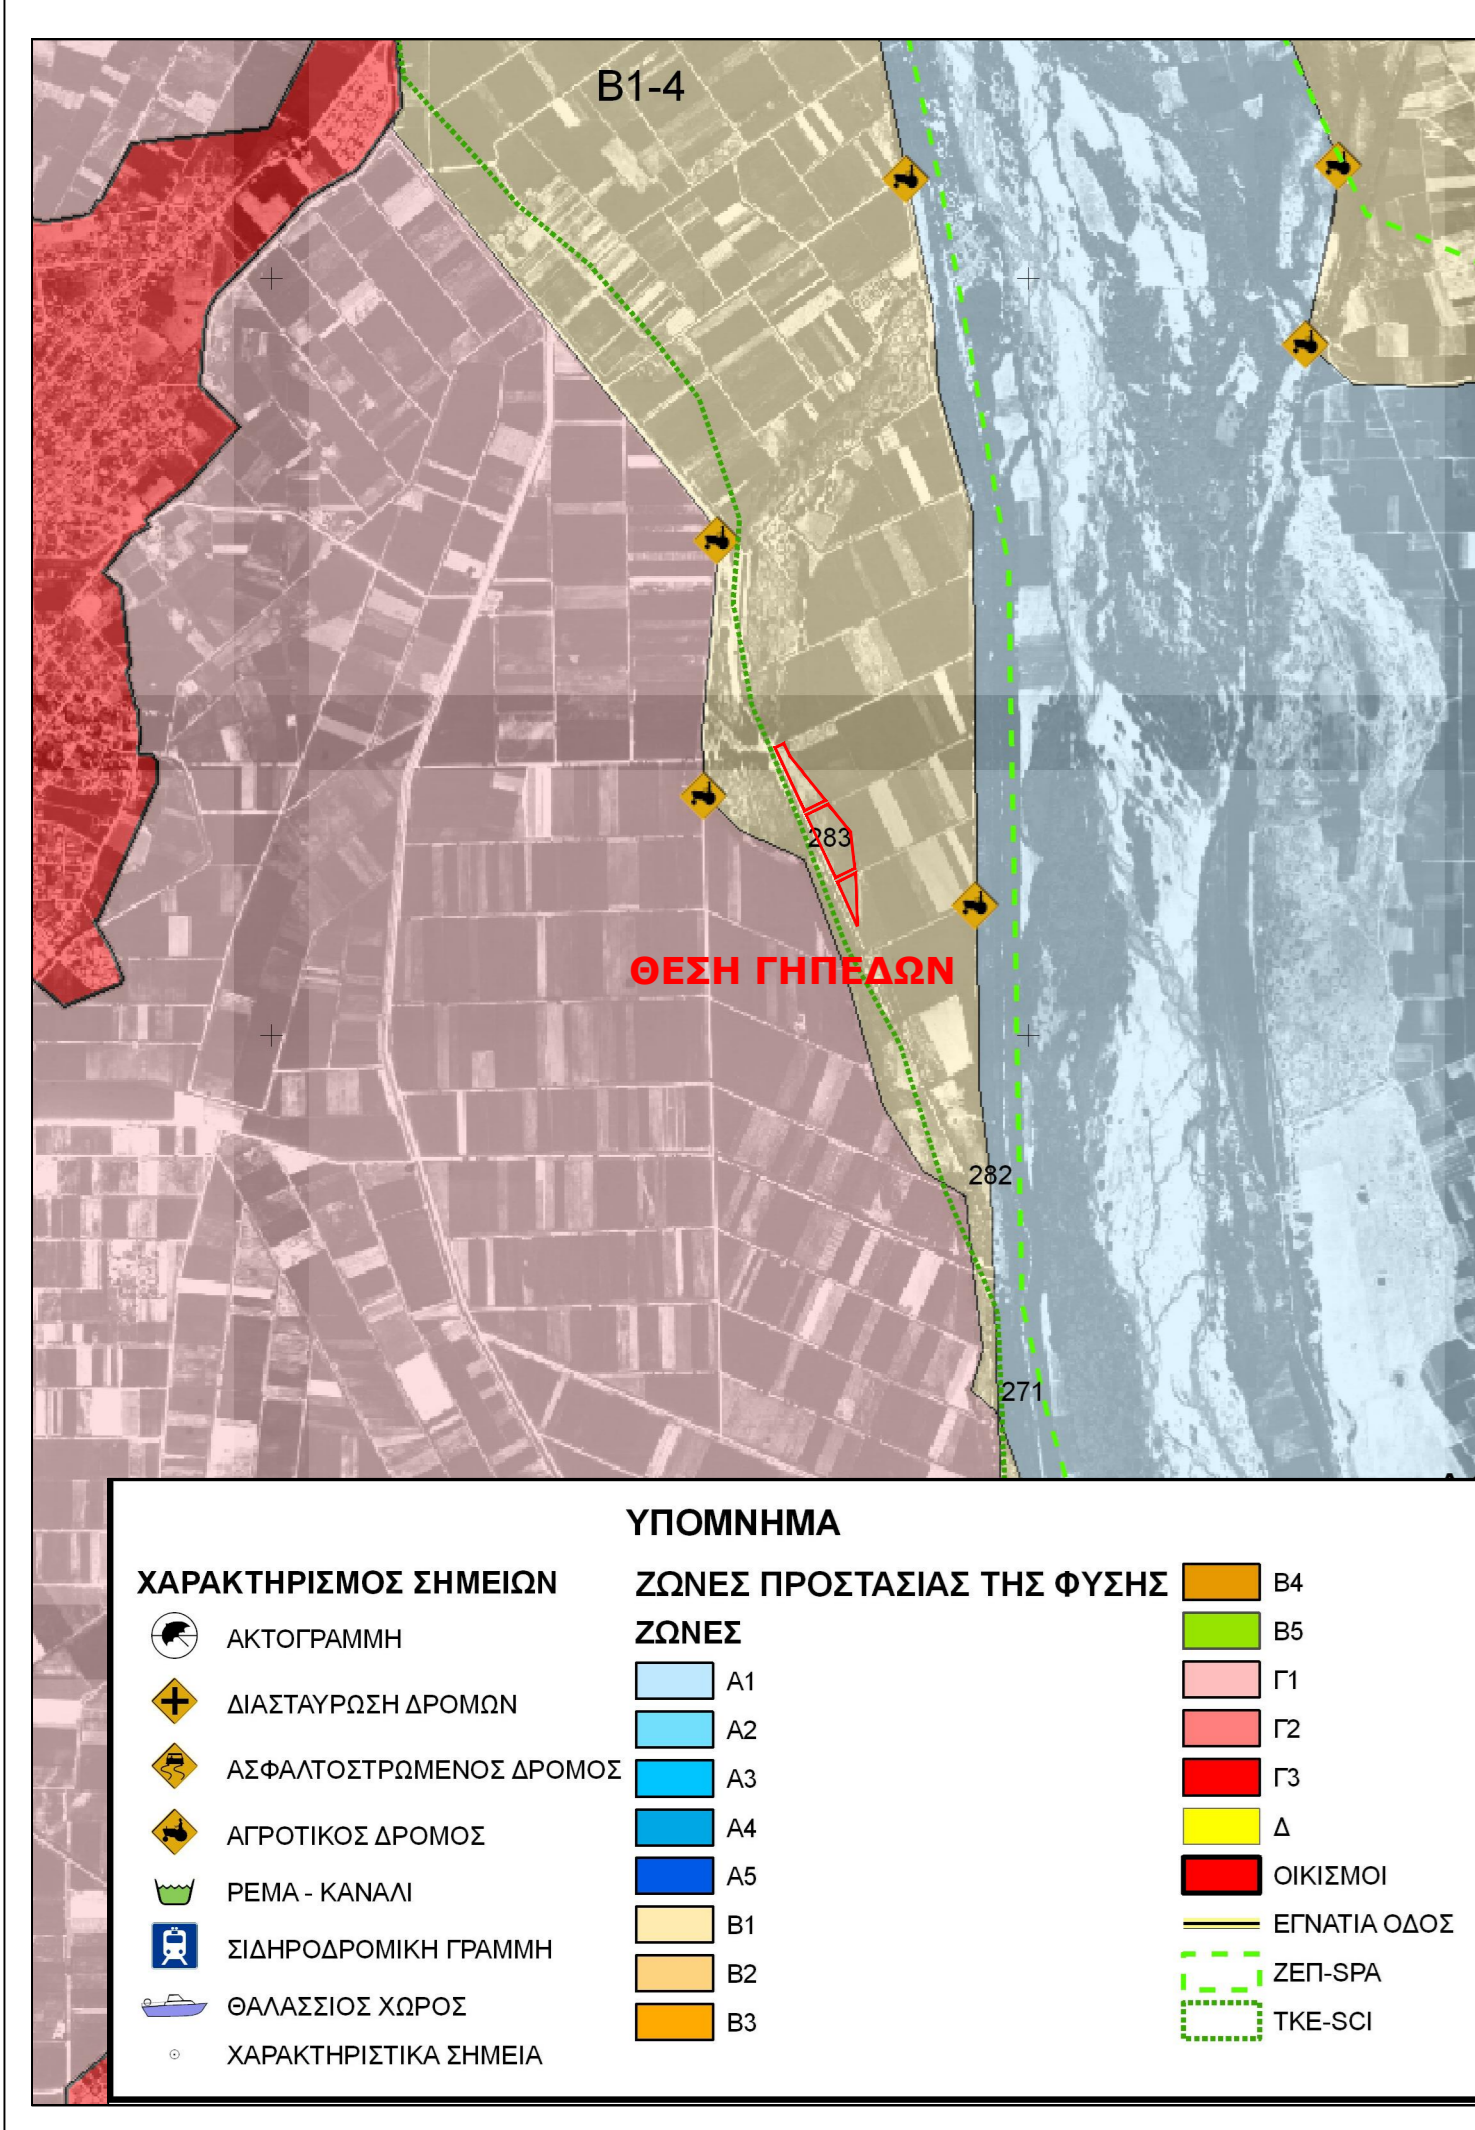 Β1-4
283
ΘΕΣΗ ΓΗΠΕΔΩΝ
282
271
ΥΠΟΜΝΗΜΑ
ΧΑΡΑΚΤΗΡΙΣΜΟΣ ΣΗΜΕΙΩΝ
ΑΚΤΟΓΡΑΜΜΗ
ΔΙΑΣΤΑΥΡΩΣΗ ΔΡΟΜΩΝ
ΑΣΦΑΛΤΟΣΤΡΩΜΕΝΟΣ ΔΡΟΜΟΣ
ΑΓΡΟΤΙΚΟΣ ΔΡΟΜΟΣ
ΡΕΜΑ - ΚΑΝΑΛΙ
ΣΙΔΗΡΟΔΡΟΜΙΚΗ ΓΡΑΜΜΗ
ΘΑΛΑΣΣΙΟΣ ΧΩΡΟΣ
ΧΑΡΑΚΤΗΡΙΣΤΙΚΑ ΣΗΜΕΙΑ
ΖΩΝΕΣ ΠΡΟΣΤΑΣΙΑΣ ΤΗΣ ΦΥΣΗΣ
ΖΩΝΕΣ
Α1
Α2
Α3
Α4
Α5
Β1
Β2
Β3
Β4
Β5
Γ1
Γ2
Γ3
Δ
ΟΙΚΙΣΜΟΙ
ΕΓΝΑΤΙΑ ΟΔΟΣ
ΖΕΠ-SPA
ΤΚΕ-SCI